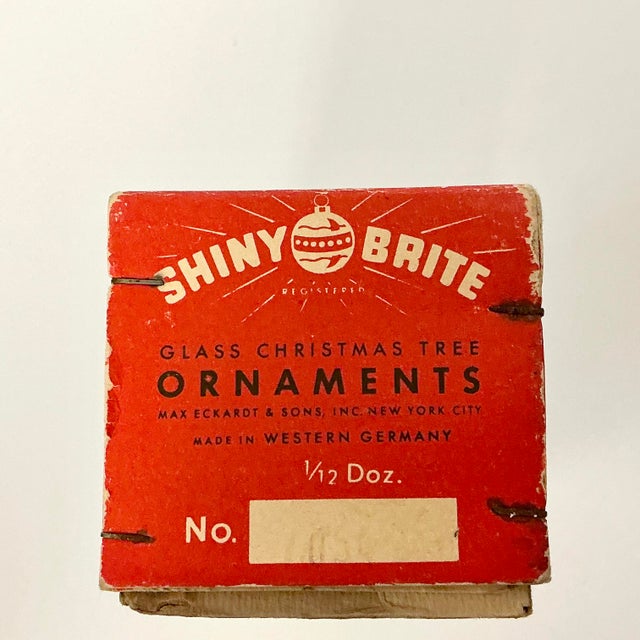 SHINY BRITE
REGISTERED
GLASS CHRISTMAS TREE
ORNAMENTS
MAX ECKARDT & SONS, INC. NEW YORK CITY
MADE IN WESTERN GERMANY
1/12 Doz.
No.